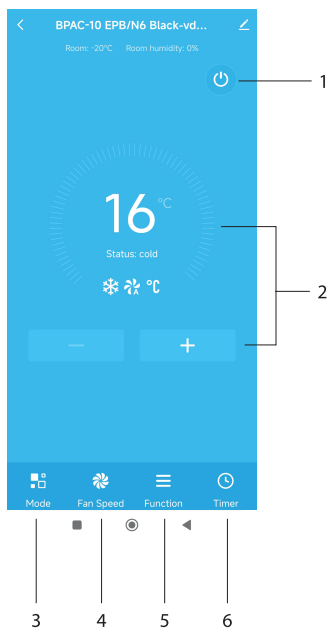 BPAC-10 EPB/N6 Black-vd...
Room: -20°C Room humidity: 0%
1
16°C
Status: cold
A °C
2
− +
Mode Fan Speed Function Timer
3 4 5 6